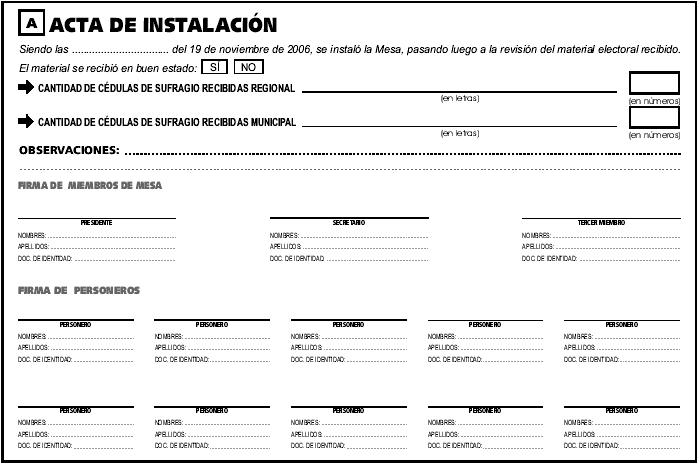 A ACTA DE INSTALACIÓN
Siendo las .................................. del 19 de noviembre de 2006, se instaló la Mesa, pasando luego a la revisión del material electoral recibido.
El material se recibió en buen estado: SÍ NO
CANTIDAD DE CÉDULAS DE SUFRAGIO RECIBIDAS REGIONAL
(en letras) (en números)
CANTIDAD DE CÉDULAS DE SUFRAGIO RECIBIDAS MUNICIPAL
(en letras) (en números)
OBSERVACIONES:
FIRMA DE MIEMBROS DE MESA
PRESIDENTE SECRETARIO TERCER MIEMBRO
NOMBRES: NOMBRES: NOMBRES:
APELLIDOS: APELLIDOS: APELLIDOS:
DOC. DE IDENTIDAD: DOC. DE IDENTIDAD: DOC. DE IDENTIDAD:
FIRMA DE PERSONEROS
PERSONERO PERSONERO PERSONERO PERSONERO PERSONERO
NOMBRES: NOMBRES: NOMBRES: NOMBRES: NOMBRES:
APELLIDOS: APELLIDOS: APELLIDOS: APELLIDOS: APELLIDOS:
DOC. DE IDENTIDAD: DOC. DE IDENTIDAD: DOC. DE IDENTIDAD: DOC. DE IDENTIDAD: DOC. DE IDENTIDAD:
PERSONERO PERSONERO PERSONERO PERSONERO PERSONERO
NOMBRES: NOMBRES: NOMBRES: NOMBRES: NOMBRES:
APELLIDOS: APELLIDOS: APELLIDOS: APELLIDOS: APELLIDOS:
DOC. DE IDENTIDAD: DOC. DE IDENTIDAD: DOC. DE IDENTIDAD: DOC. DE IDENTIDAD: DOC. DE IDENTIDAD: